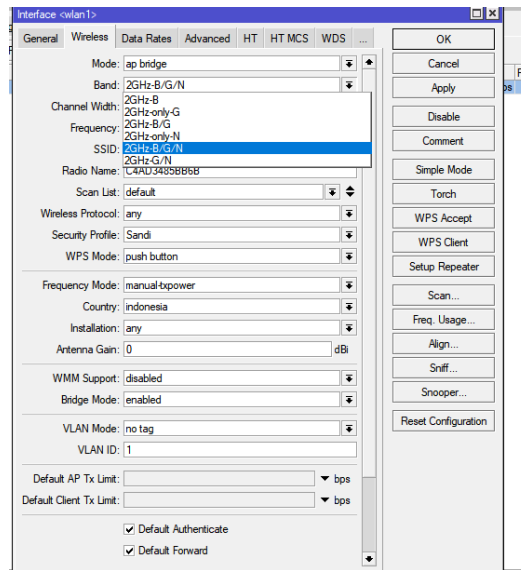 Interface <wlan1>
General Wireless Data Rates Advanced HT HT MCS WDS ...
OK
Mode: ap bridge
Cancel
Band: 2GHz-B/G/N
Apply
2GHz-B
Channel Width:
2GHz-only-G
Disable
2GHz-B/G
Frequency:
2GHz-only-N
Comment
SSID: 2GHz-B/G/N
2GHz-G/N
Radio Name: C4AD3485BB6B
Simple Mode
Scan List: default
Torch
Wireless Protocol: any
WPS Accept
Security Profile: Sandi
WPS Client
WPS Mode: push button
Setup Repeater
Frequency Mode: manual-txpower
Scan...
Country: indonesia
Freq. Usage...
Installation: any
Align...
Antenna Gain: 0 dBi
Sniff...
WMM Support: disabled
Snooper...
Bridge Mode: enabled
Reset Configuration
VLAN Mode: no tag
VLAN ID: 1
Default AP Tx Limit: bps
Default Client Tx Limit: bps
Default Authenticate
Default Forward